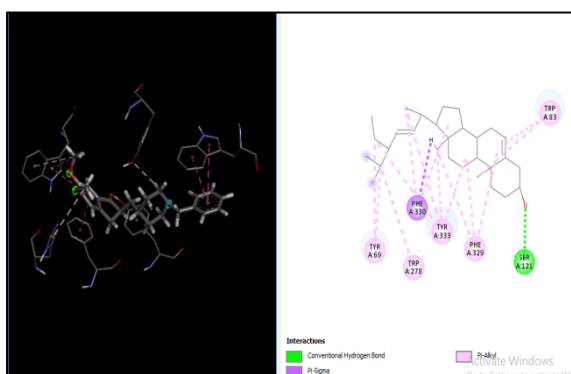 TRP
A:83
PHE
A:330
TYR
A:333
TYR
A:69
TRP
A:278
PHE
A:329
SER
A:121
H
Interactions
Conventional Hydrogen Bond
Pi-Sigma
Pi-Alkyl
Activate Windows